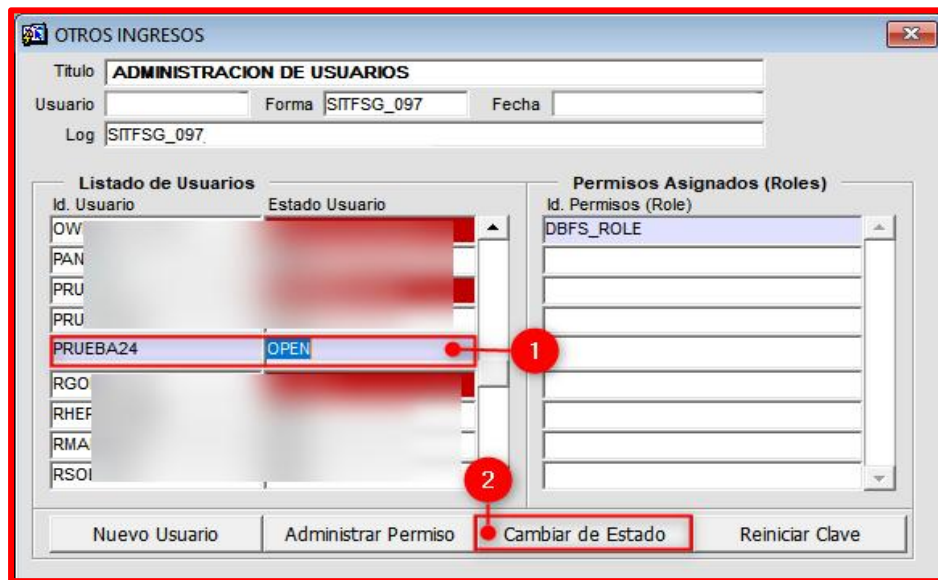 OTROS INGRESOS
Titulo ADMINISTRACION DE USUARIOS
Usuario Forma SITFSG_097 Fecha
Log SITFSG_097
Listado de Usuarios Permisos Asignados (Roles)
Id. Usuario Estado Usuario Id. Permisos (Role)
OW DBFS_ROLE
PAN
PRU
PRU
PRUEBA24 OPEN 1
RGO
RHER
RMA
RSO
2
Nuevo Usuario Administrar Permiso Cambiar de Estado Reiniciar Clave